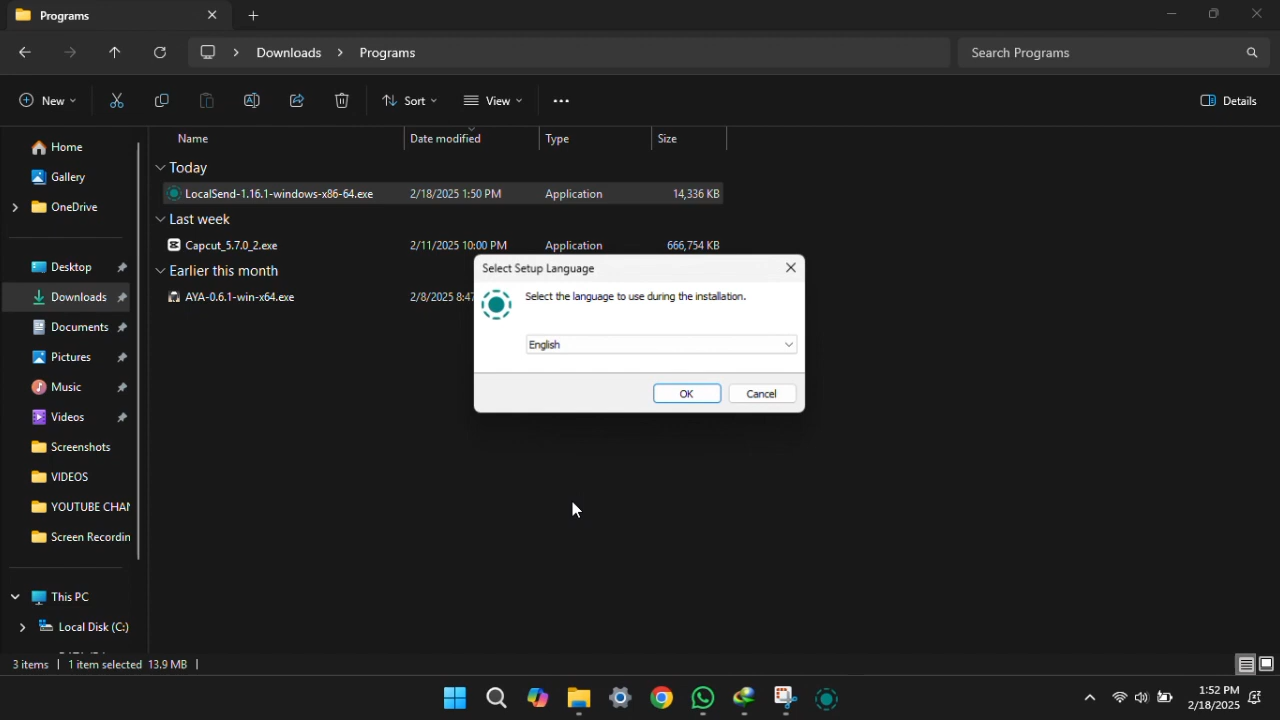 Programs
Downloads > Programs
Search Programs
New
Sort
View
Details
Name Date modified Type Size
Home
Gallery
OneDrive
Desktop
Downloads
Documents
Pictures
Music
Videos
Screenshots
VIDEOS
YOUTUBE CHAN
Screen Recordin
This PC
Local Disk (C:)
Today
LocalSend-1.16.1-windows-x86-64.exe 2/18/2025 1:50 PM Application 14,336 KB
Last week
Capcut_5.7.0_2.exe 2/11/2025 10:00 PM Application 666,754 KB
Earlier this month
AYA-0.6.1-win-x64.exe 2/8/2025 8:47
Select Setup Language
Select the language to use during the installation.
English
OK Cancel
3 items | 1 item selected 13.9 MB |
1:52 PM
2/18/2025